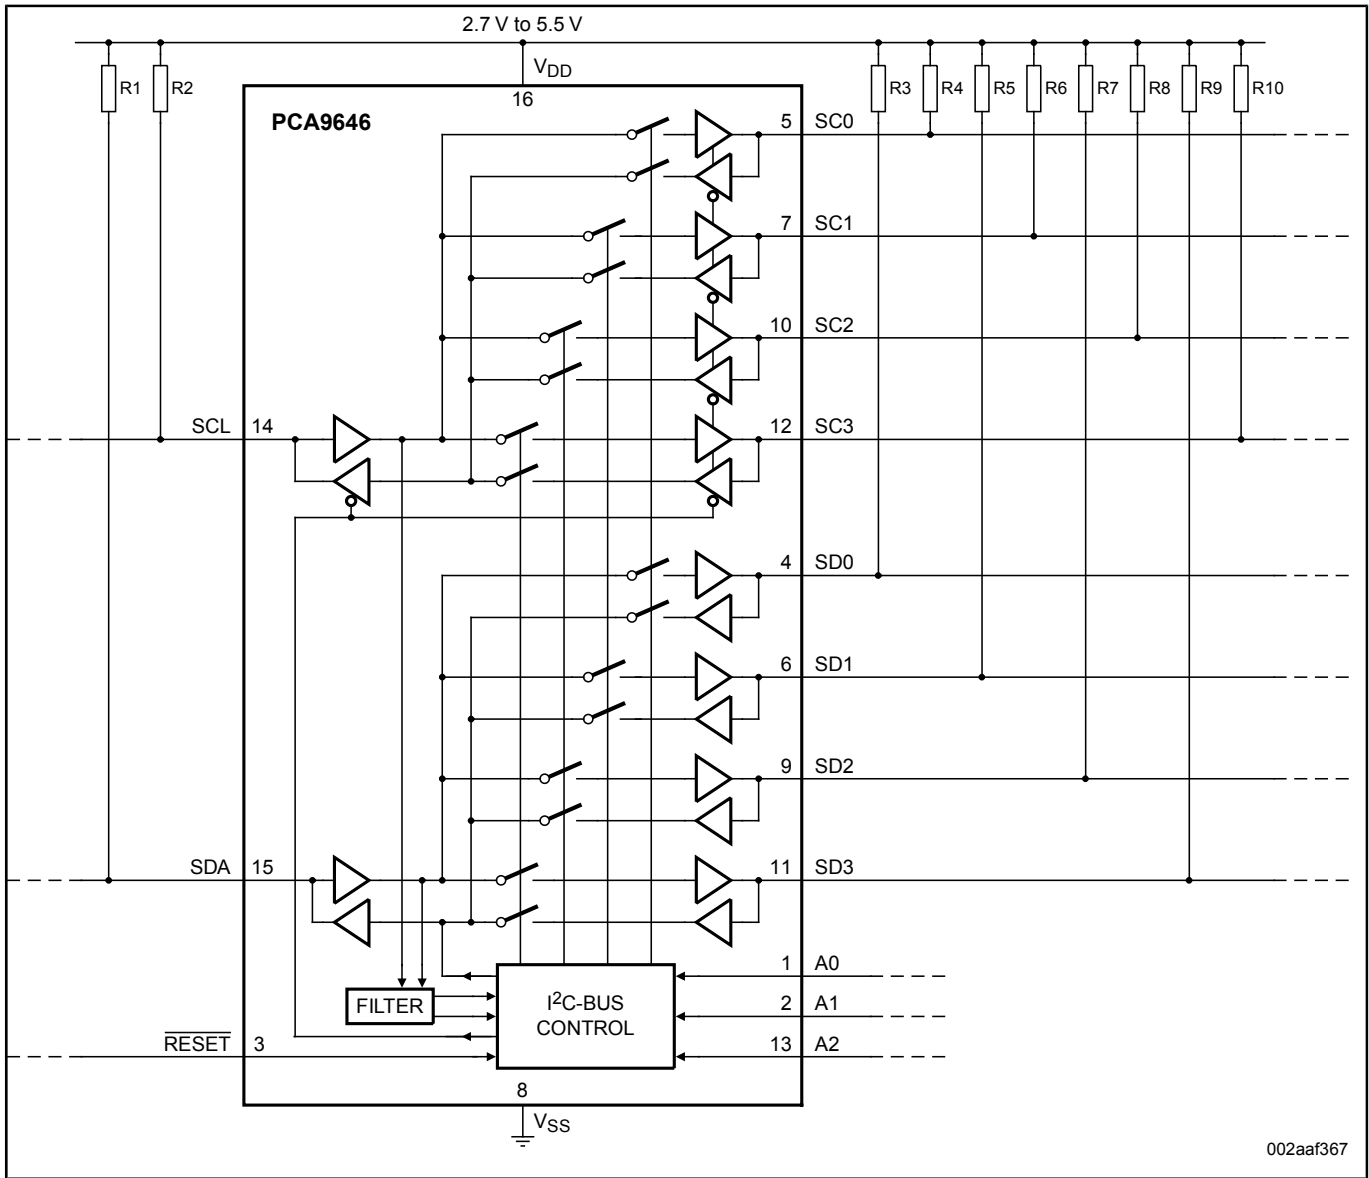 2.7 V to 5.5 V
R1 R2 VDD R3 R4 R5 R6 R7 R8 R9 R10
16
PCA9646
5 SC0
7 SC1
10 SC2
SCL 14 12 SC3
4 SD0
6 SD1
9 SD2
SDA 15 11 SD3
1 A0
FILTER I2C-BUS 2 A1
CONTROL
RESET 3 13 A2
8
VSS
002aaf367